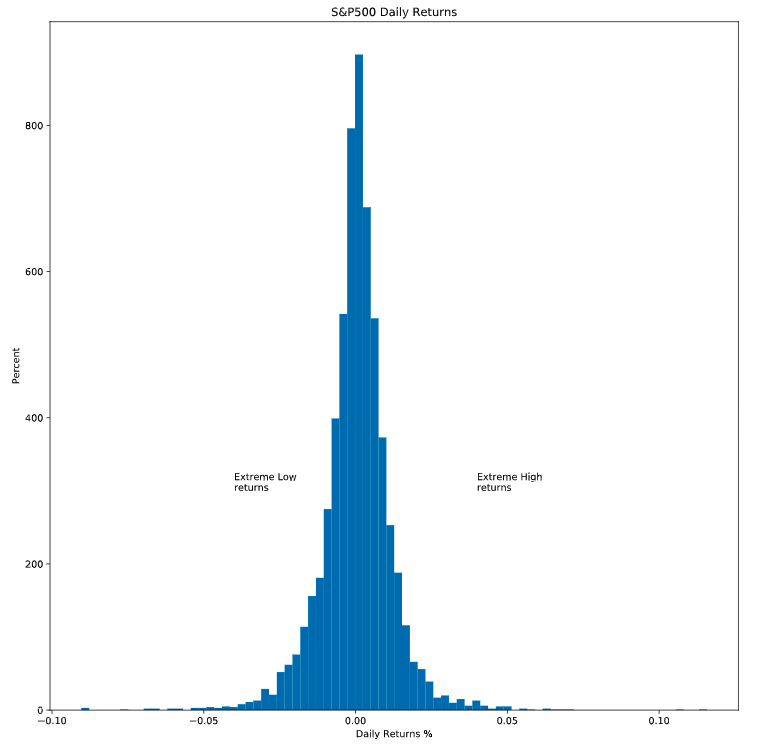 S&P500 Daily Returns
800
600
400
200
0
Percent
Extreme Low
returns
Extreme High
returns
−0.10
−0.05
0.00
0.05
0.10
Daily Returns %